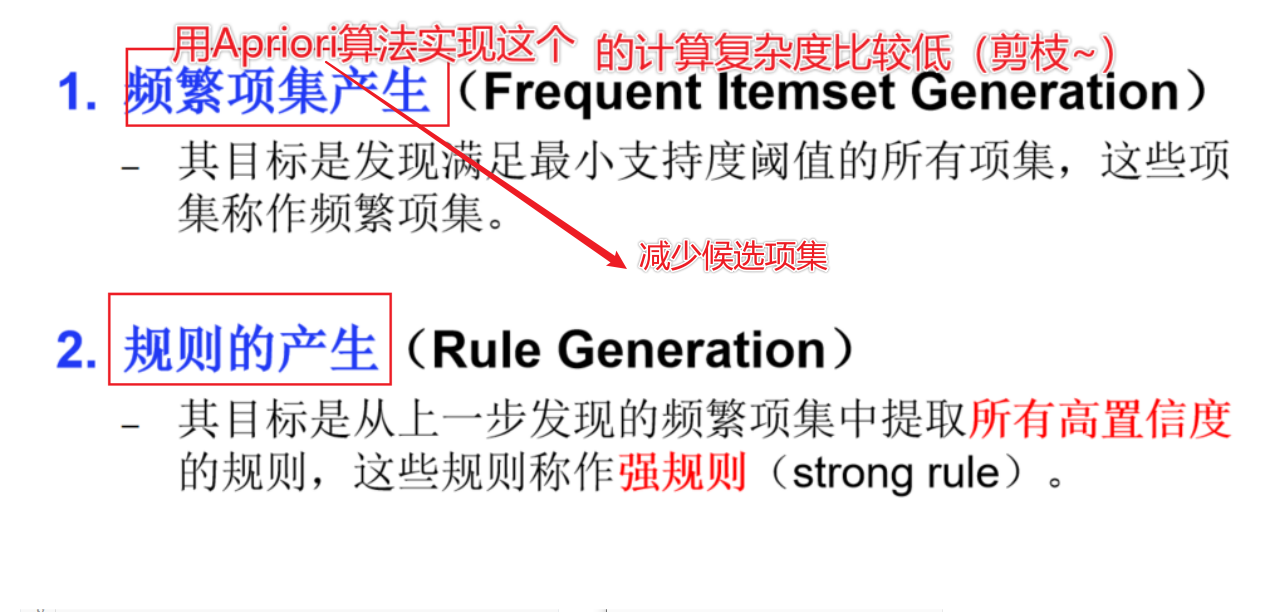 用Apriori算法实现这个 的计算复杂度比较低（剪枝~）
1. 频繁项集产生（Frequent Itemset Generation）
– 其目标是发现满足最小支持度阈值的所有项集，这些项
集称作频繁项集。
减少候选项集
2. 规则的产生（Rule Generation）
– 其目标是从上一步发现的频繁项集中提取所有高置信度
的规则，这些规则称作强规则（strong rule）。